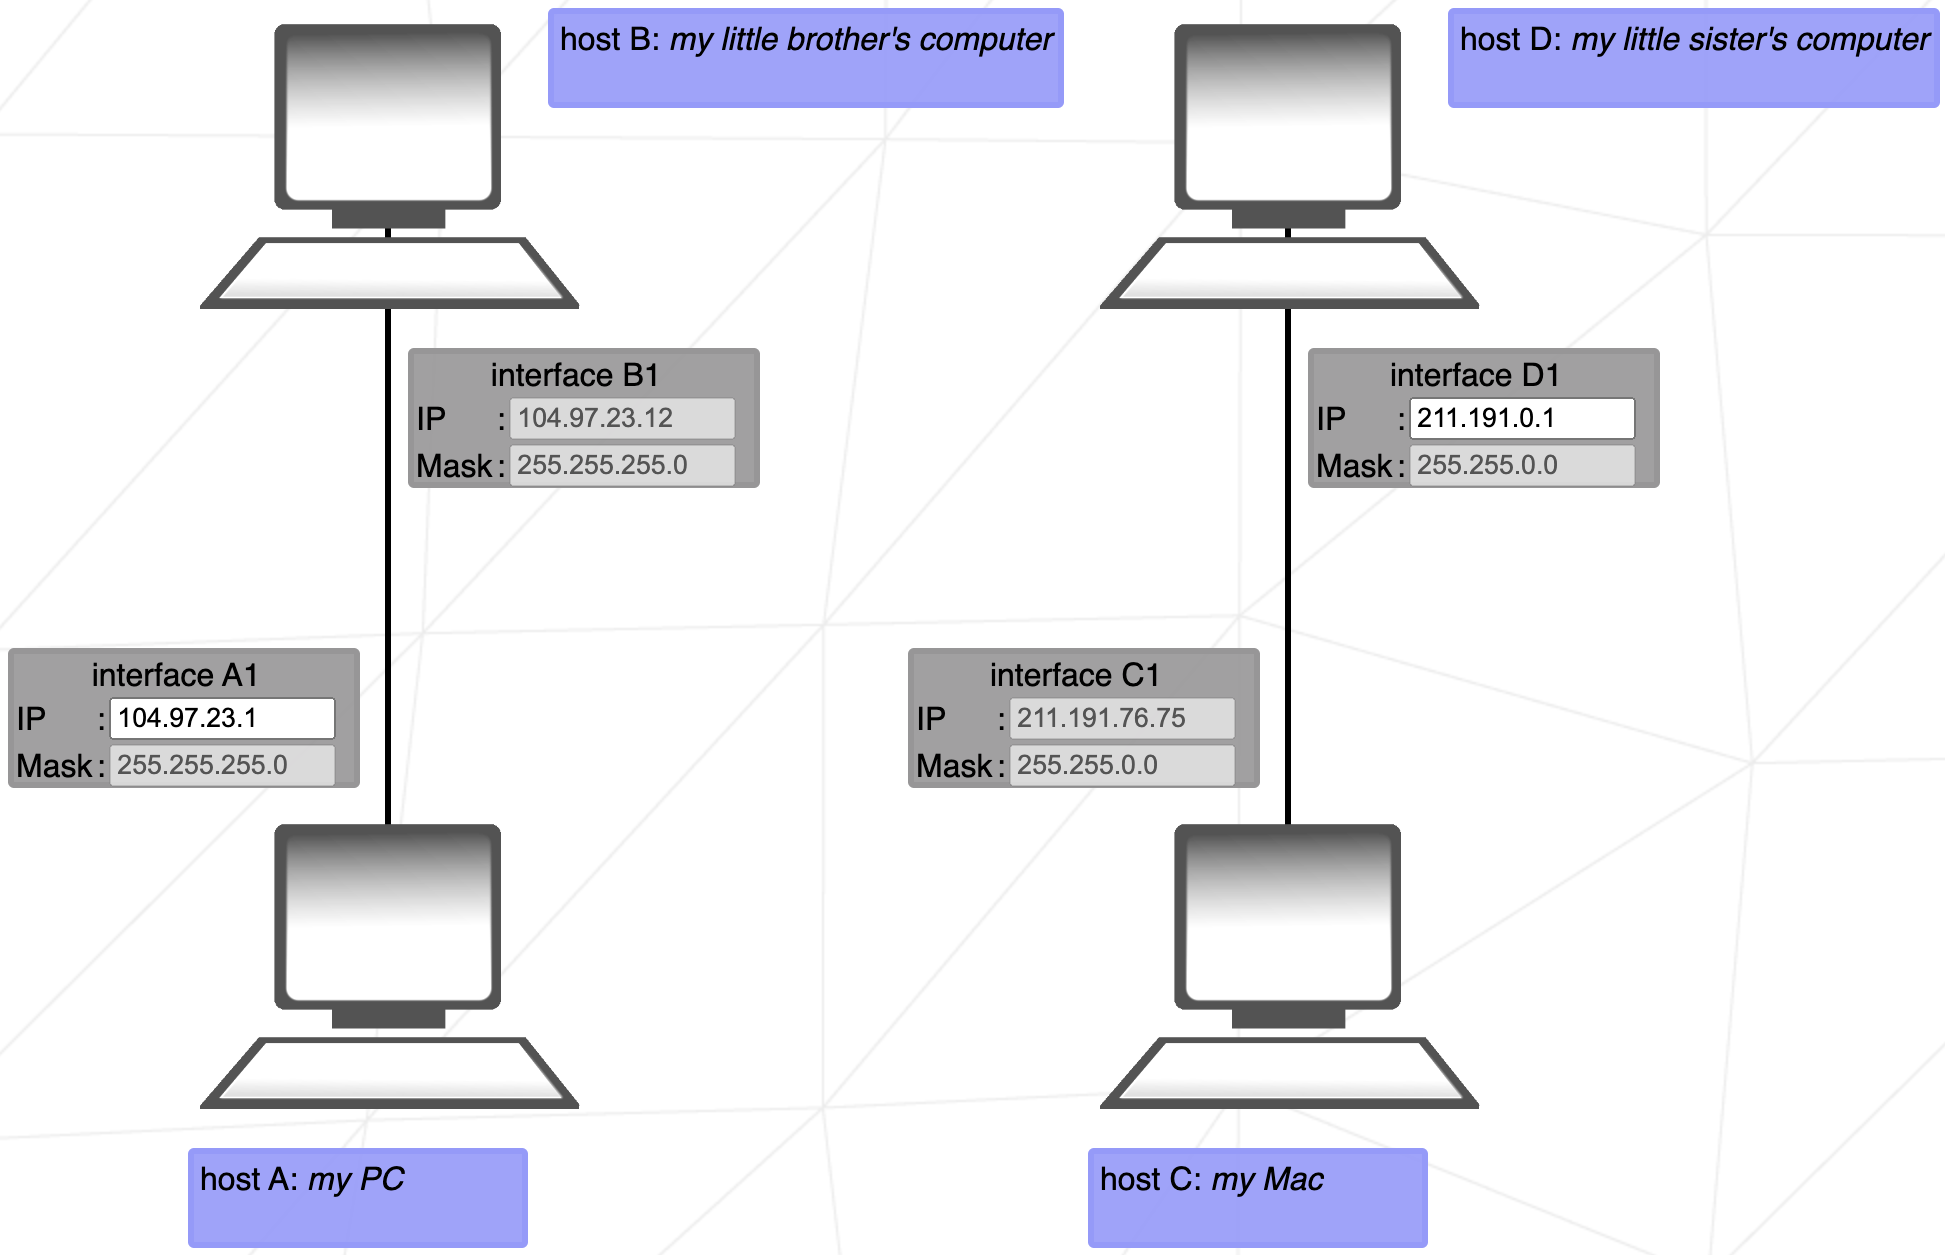 host B: my little brother's computer
host D: my little sister's computer
interface B1
IP : 104.97.23.12
Mask : 255.255.255.0
interface D1
IP : 211.191.0.1
Mask : 255.255.0.0
interface A1
IP : 104.97.23.1
Mask : 255.255.255.0
interface C1
IP : 211.191.76.75
Mask : 255.255.0.0
host A: my PC
host C: my Mac